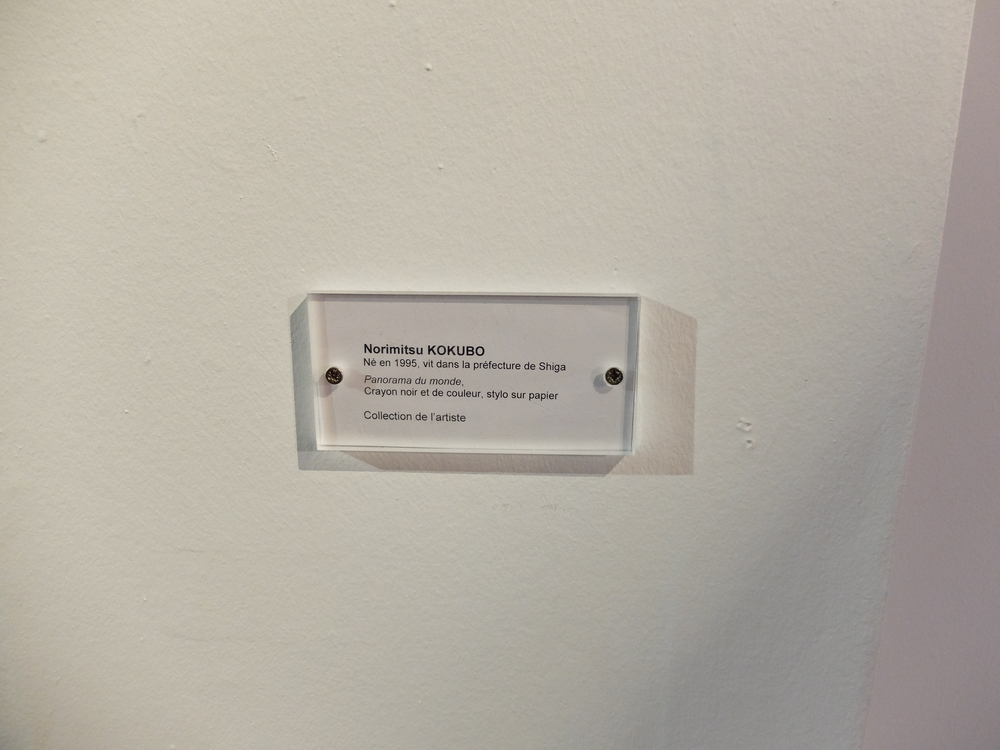 Norimitsu KOKUBO
Né en 1995, vit dans la préfecture de Shiga
Panorama du monde,
Crayon noir et de couleur, stylo sur papier
Collection de l'artiste